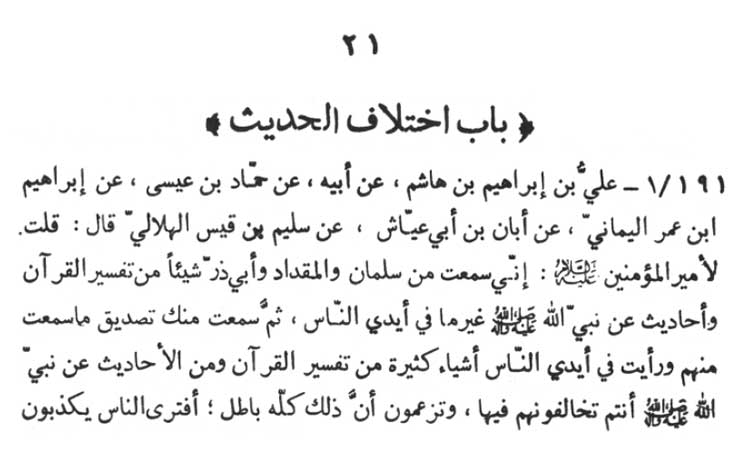 ٢١
﴿ باب اختلاف الحديث ﴾
١/١٩١ ـ عليُّ بن إبراهيم بن هاشم ، عن أبيه ، عن حمّاد بن عيسى ، عن إبراهيم
ابن عمر اليمانيّ ، عن أبان بن أبي عيّاش ، عن سليم بن قيس الهلاليّ قال : قلت
لأمير المؤمنين عليه السلام : إنّي سمعت من سلمان والمقداد وأبي ذرّ شيئاً من تفسير القرآن
وأحاديث عن نبيّ الله صلى الله عليه وآله غير ما في أيدي النّاس ، ثمَّ سمعت منك تصديق ما سمعت
منهم ورأيت في أيدي النّاس أشياء كثيرة من تفسير القرآن ومن الأحاديث عن نبيّ
الله صلى الله عليه وآله أنتم تخالفونهم فيها ، وتزعمون أنَّ ذلك كلّه باطل ؛ أفترى الناس يكذبون